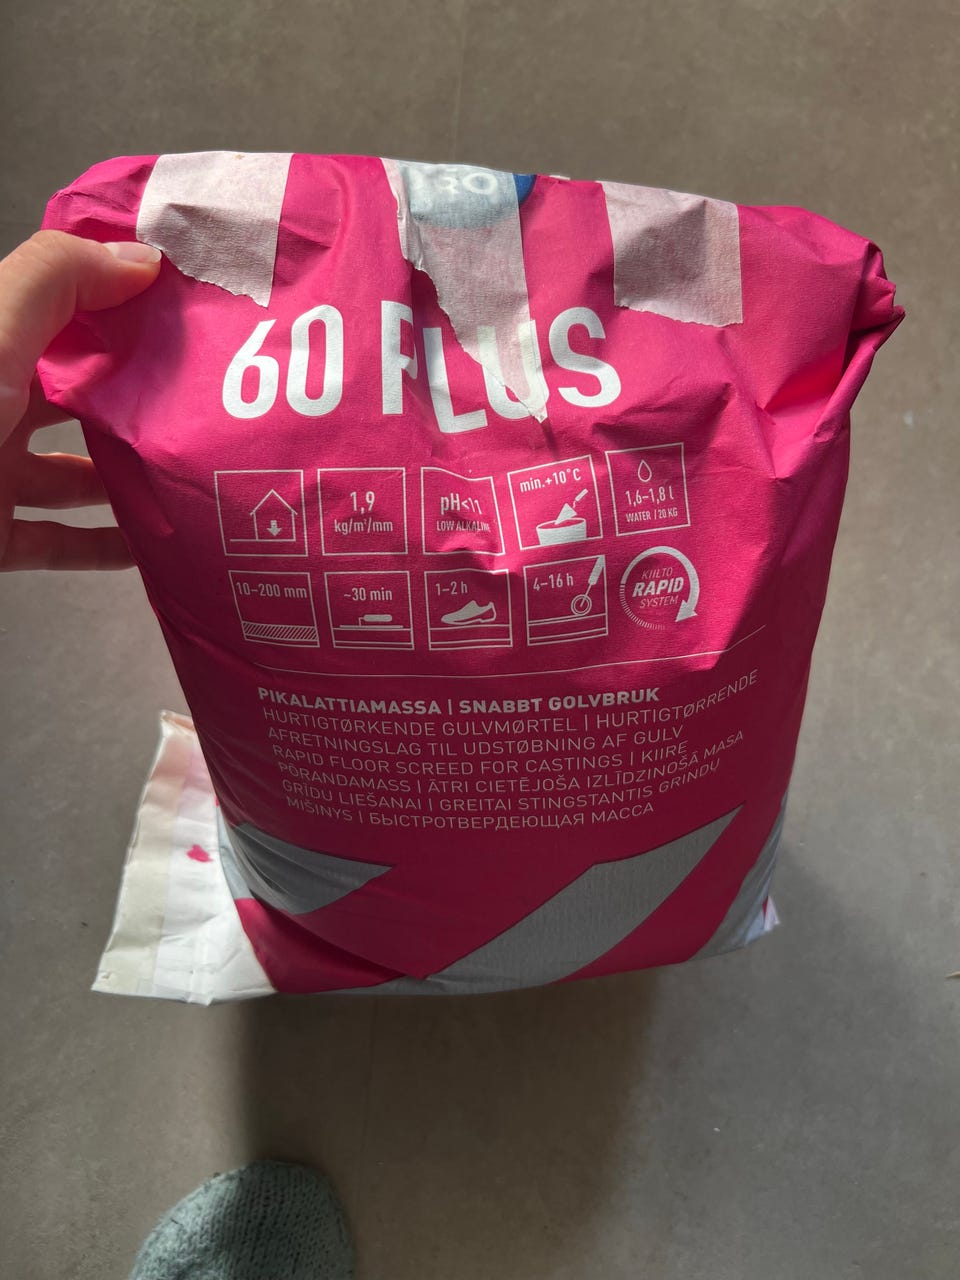 RO
60 PLUS
1,9
kg/m²/mm
pH<11
LOW ALKALINE
min.+10°C
1,6–1,8 l
WATER | 20 KG
10–200 mm
~30 min
1–2 h
4–16 h
KIILTO
RAPID
SYSTEM
PIKALATTIAMASSA | SNABBT GOLVBRUK
HURTIGTØRKENDE GULVMØRTEL | HURTIGTØRRENDE
AFRETNINGSLAG TIL UDSTØBNING AF GULV
RAPID FLOOR SCREED FOR CASTINGS | KIIRE
PÕRANDAMASS | ĀTRI CIETĒJOŠA IZLĪDZINOŠĀ MASA
GRĪDU LIEŠANAI | GREITAI STINGSTANTIS GRINDŲ
MIŠINYS | БЫСТРОТВЕРДЕЮЩАЯ МАССА